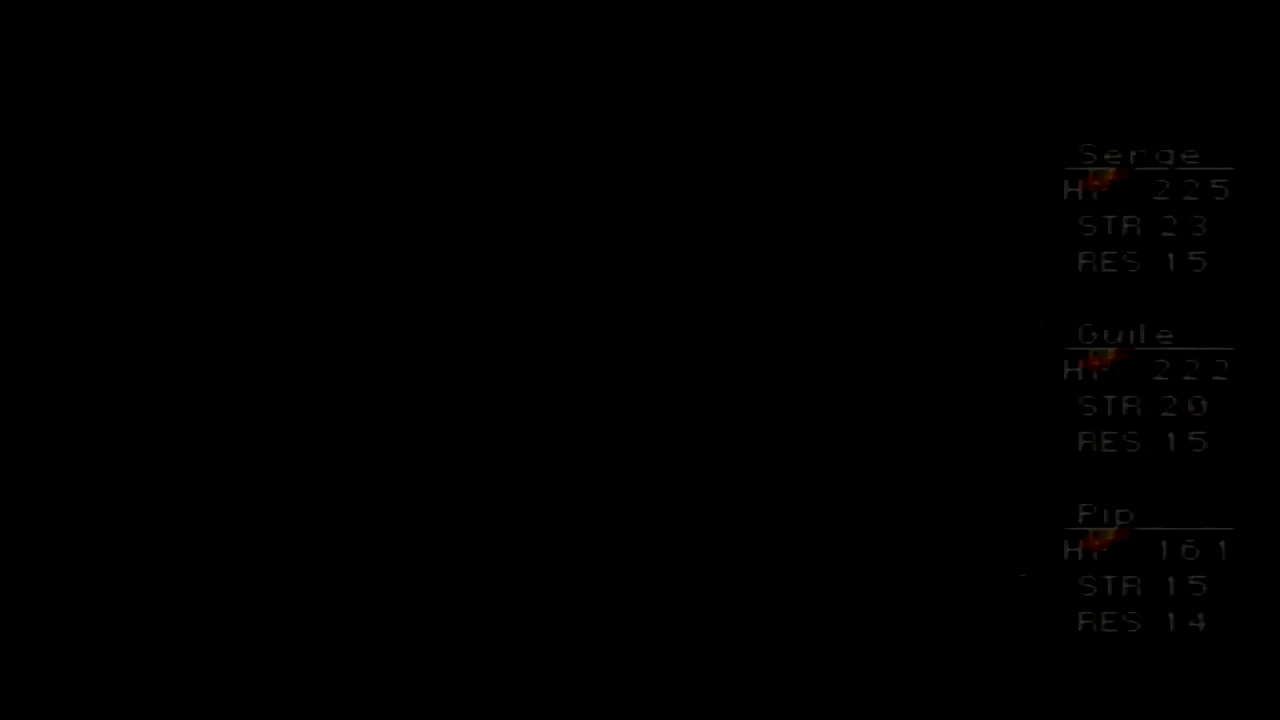 Serge
HP 225
STR 23
RES 15
Guile
HP 222
STR 20
RES 15
Pip
HP 161
STR 15
RES 14